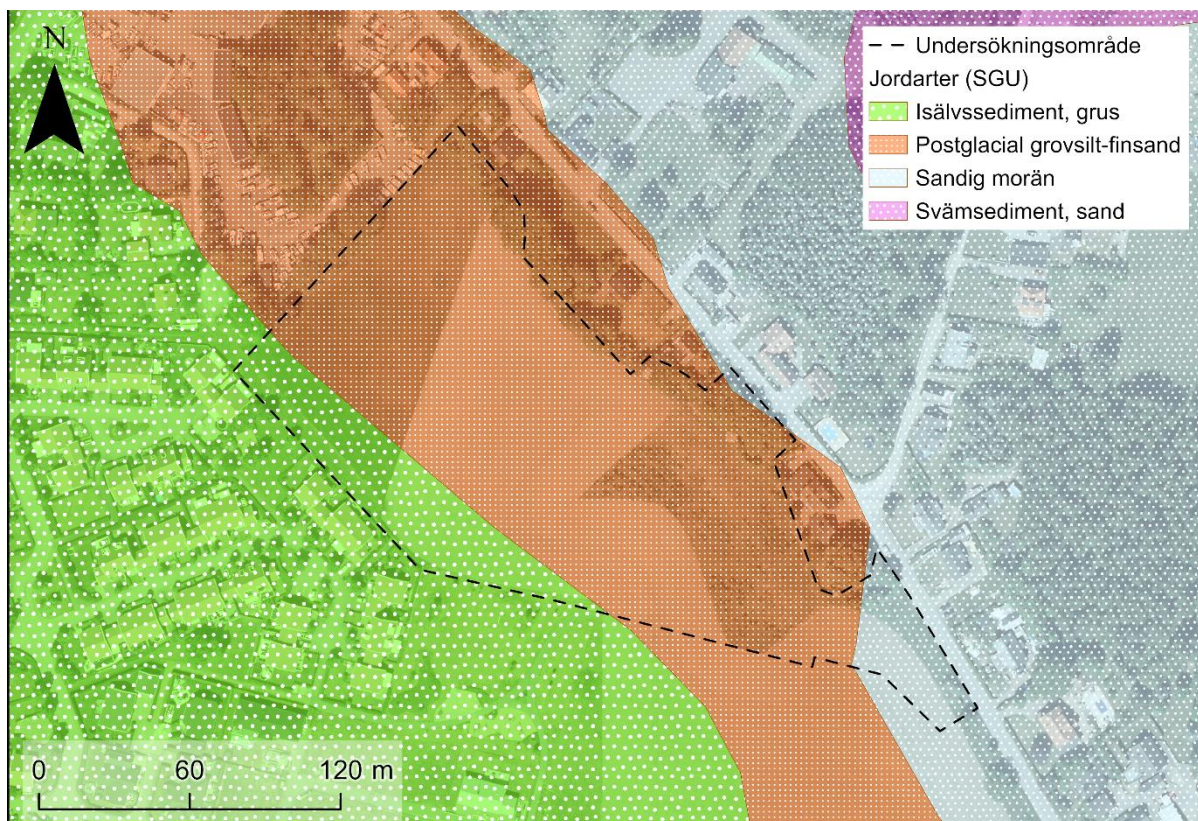 N
Undersökningsområde
Jordarter (SGU)
Isälvssediment, grus
Postglacial grovsilt-finsand
Sandig morän
Svämsediment, sand
0 60 120 m